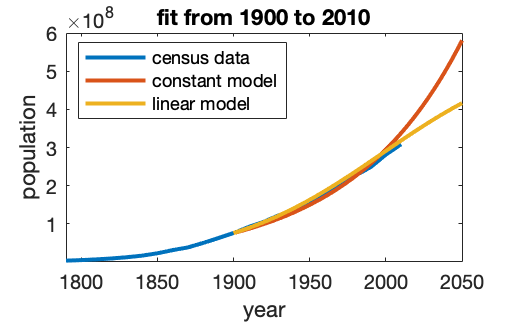 fit from 1900 to 2010
×10⁸
6
5
4
3
2
1
population
census data
constant model
linear model
1800 1850 1900 1950 2000 2050
year